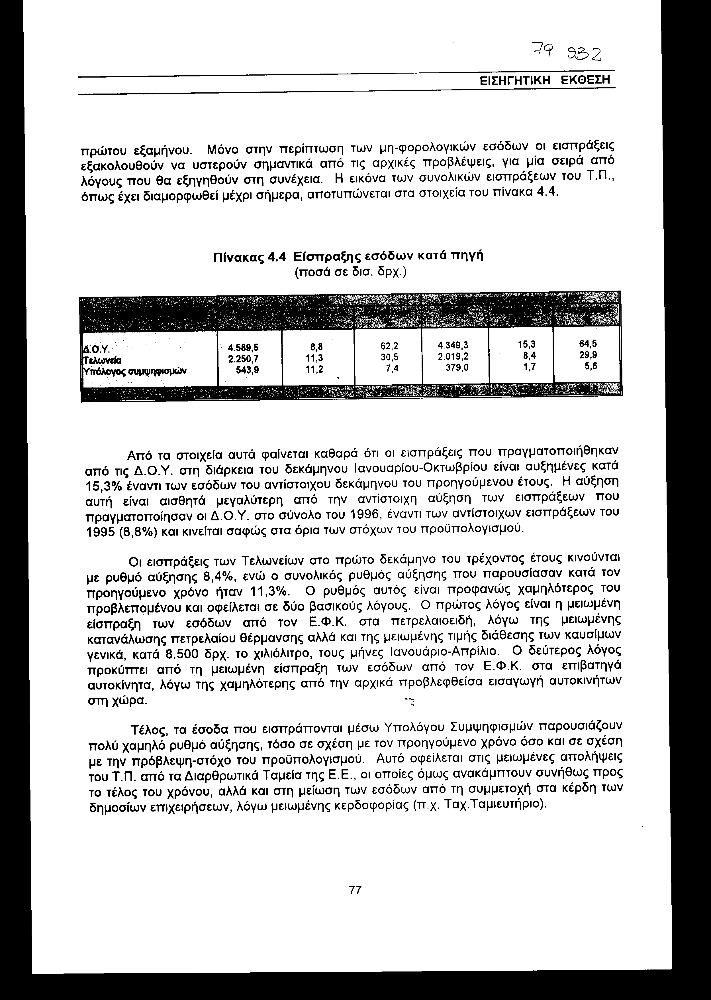 79 982
ΕΙΣΗΓΗΤΙΚΗ ΕΚΘΕΣΗ
πρώτου εξαμήνου. Μόνο στην περίπτωση των μη-φορολογικών εσόδων οι εισπράξεις
εξακολουθούν να υστερούν σημαντικά από τις αρχικές προβλέψεις, για μία σειρά από
λόγους που θα εξηγηθούν στη συνέχεια. Η εικόνα των συνολικών εισπράξεων του Τ.Π.,
όπως έχει διαμορφωθεί μέχρι σήμερα, αποτυπώνεται στα στοιχεία του πίνακα 4.4.
Πίνακας 4.4 Είσπραξης εσόδων κατά πηγή
(ποσά σε δισ. δρχ.)
1996 1997
% %
Δ.Ο.Υ. 4.589,5 8,8 62,2 4.349,3 15,3 64,5
Τελωνεία 2.250,7 11,3 30,5 2.019,2 8,4 29,9
Υπόλογος συμψηφισμών 543,9 11,2 7,4 379,0 1,7 5,6
100,0 6.747,5 12,3 100,0
Από τα στοιχεία αυτά φαίνεται καθαρά ότι οι εισπράξεις που πραγματοποιήθηκαν
από τις Δ.Ο.Υ. στη διάρκεια του δεκάμηνου Ιανουαρίου-Οκτωβρίου είναι αυξημένες κατά
15,3% έναντι των εσόδων του αντίστοιχου δεκάμηνου του προηγούμενου έτους. Η αύξηση
αυτή είναι αισθητά μεγαλύτερη από την αντίστοιχη αύξηση των εισπράξεων που
πραγματοποίησαν οι Δ.Ο.Υ. στο σύνολο του 1996, έναντι των αντίστοιχων εισπράξεων του
1995 (8,8%) και κινείται σαφώς στα όρια των στόχων του προϋπολογισμού.
Οι εισπράξεις των Τελωνείων στο πρώτο δεκάμηνο του τρέχοντος έτους κινούνται
με ρυθμό αύξησης 8,4%, ενώ ο συνολικός ρυθμός αύξησης που παρουσίασαν κατά τον
προηγούμενο χρόνο ήταν 11,3%. Ο ρυθμός αυτός είναι προφανώς χαμηλότερος του
προβλεπομένου και οφείλεται σε δύο βασικούς λόγους. Ο πρώτος λόγος είναι η μειωμένη
είσπραξη των εσόδων από τον Ε.Φ.Κ. στα πετρελαιοειδή, λόγω της μειωμένης
κατανάλωσης πετρελαίου θέρμανσης αλλά και της μειωμένης τιμής διάθεσης των καυσίμων
γενικά, κατά 8.500 δρχ. το χιλιόλιτρο, τους μήνες Ιανουάριο-Απρίλιο. Ο δεύτερος λόγος
προκύπτει από τη μειωμένη είσπραξη των εσόδων από τον Ε.Φ.Κ. στα επιβατηγά
αυτοκίνητα, λόγω της χαμηλότερης από την αρχικά προβλεφθείσα εισαγωγή αυτοκινήτων
στη χώρα.
Τέλος, τα έσοδα που εισπράττονται μέσω Υπολόγου Συμψηφισμών παρουσιάζουν
πολύ χαμηλό ρυθμό αύξησης, τόσο σε σχέση με τον προηγούμενο χρόνο όσο και σε σχέση
με την πρόβλεψη-στόχο του προϋπολογισμού. Αυτό οφείλεται στις μειωμένες απολήψεις
του Τ.Π. από τα Διαρθρωτικά Ταμεία της Ε.Ε., οι οποίες όμως ανακάμπτουν συνήθως προς
το τέλος του χρόνου, αλλά και στη μείωση των εσόδων από τη συμμετοχή στα κέρδη των
δημοσίων επιχειρήσεων, λόγω μειωμένης κερδοφορίας (π.χ. Ταχ.Ταμιευτήριο).
77